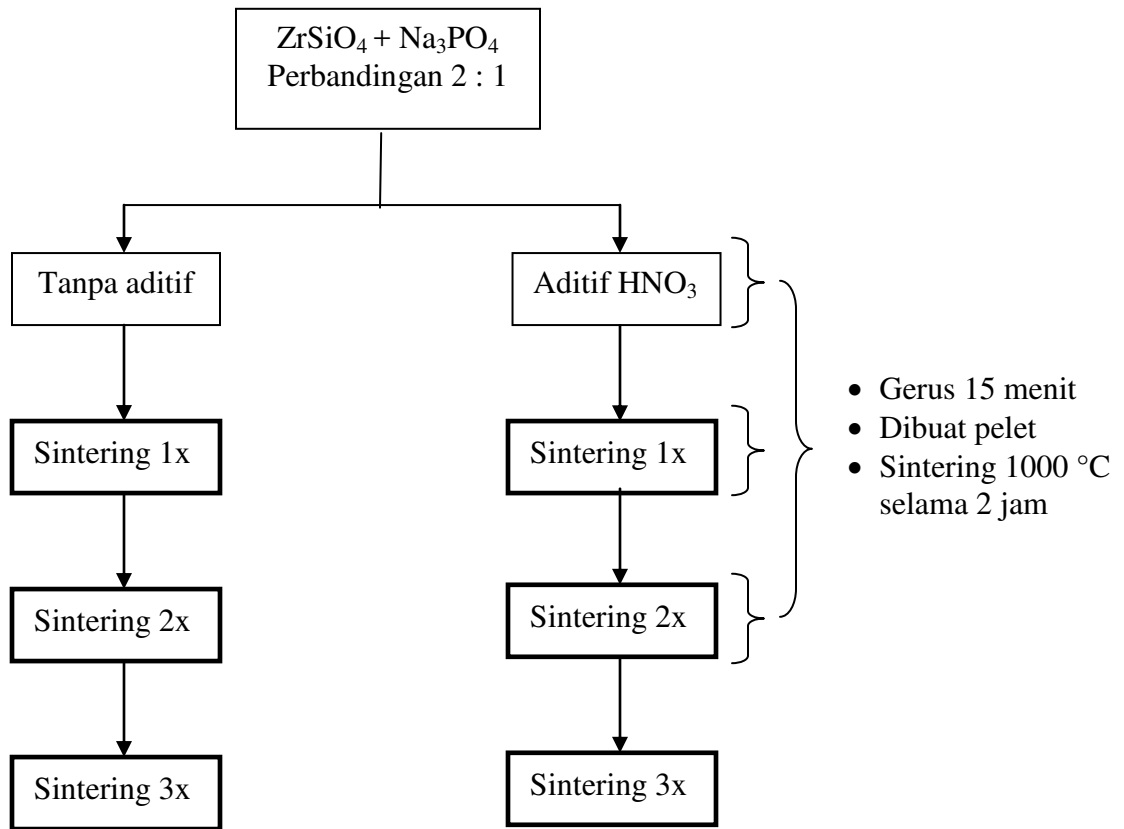 ZrSiO₄ + Na₃PO₄
Perbandingan 2 : 1
Tanpa aditif
Aditif HNO₃
Sintering 1x
Sintering 1x
• Gerus 15 menit
• Dibuat pelet
• Sintering 1000 °C
selama 2 jam
Sintering 2x
Sintering 2x
Sintering 3x
Sintering 3x